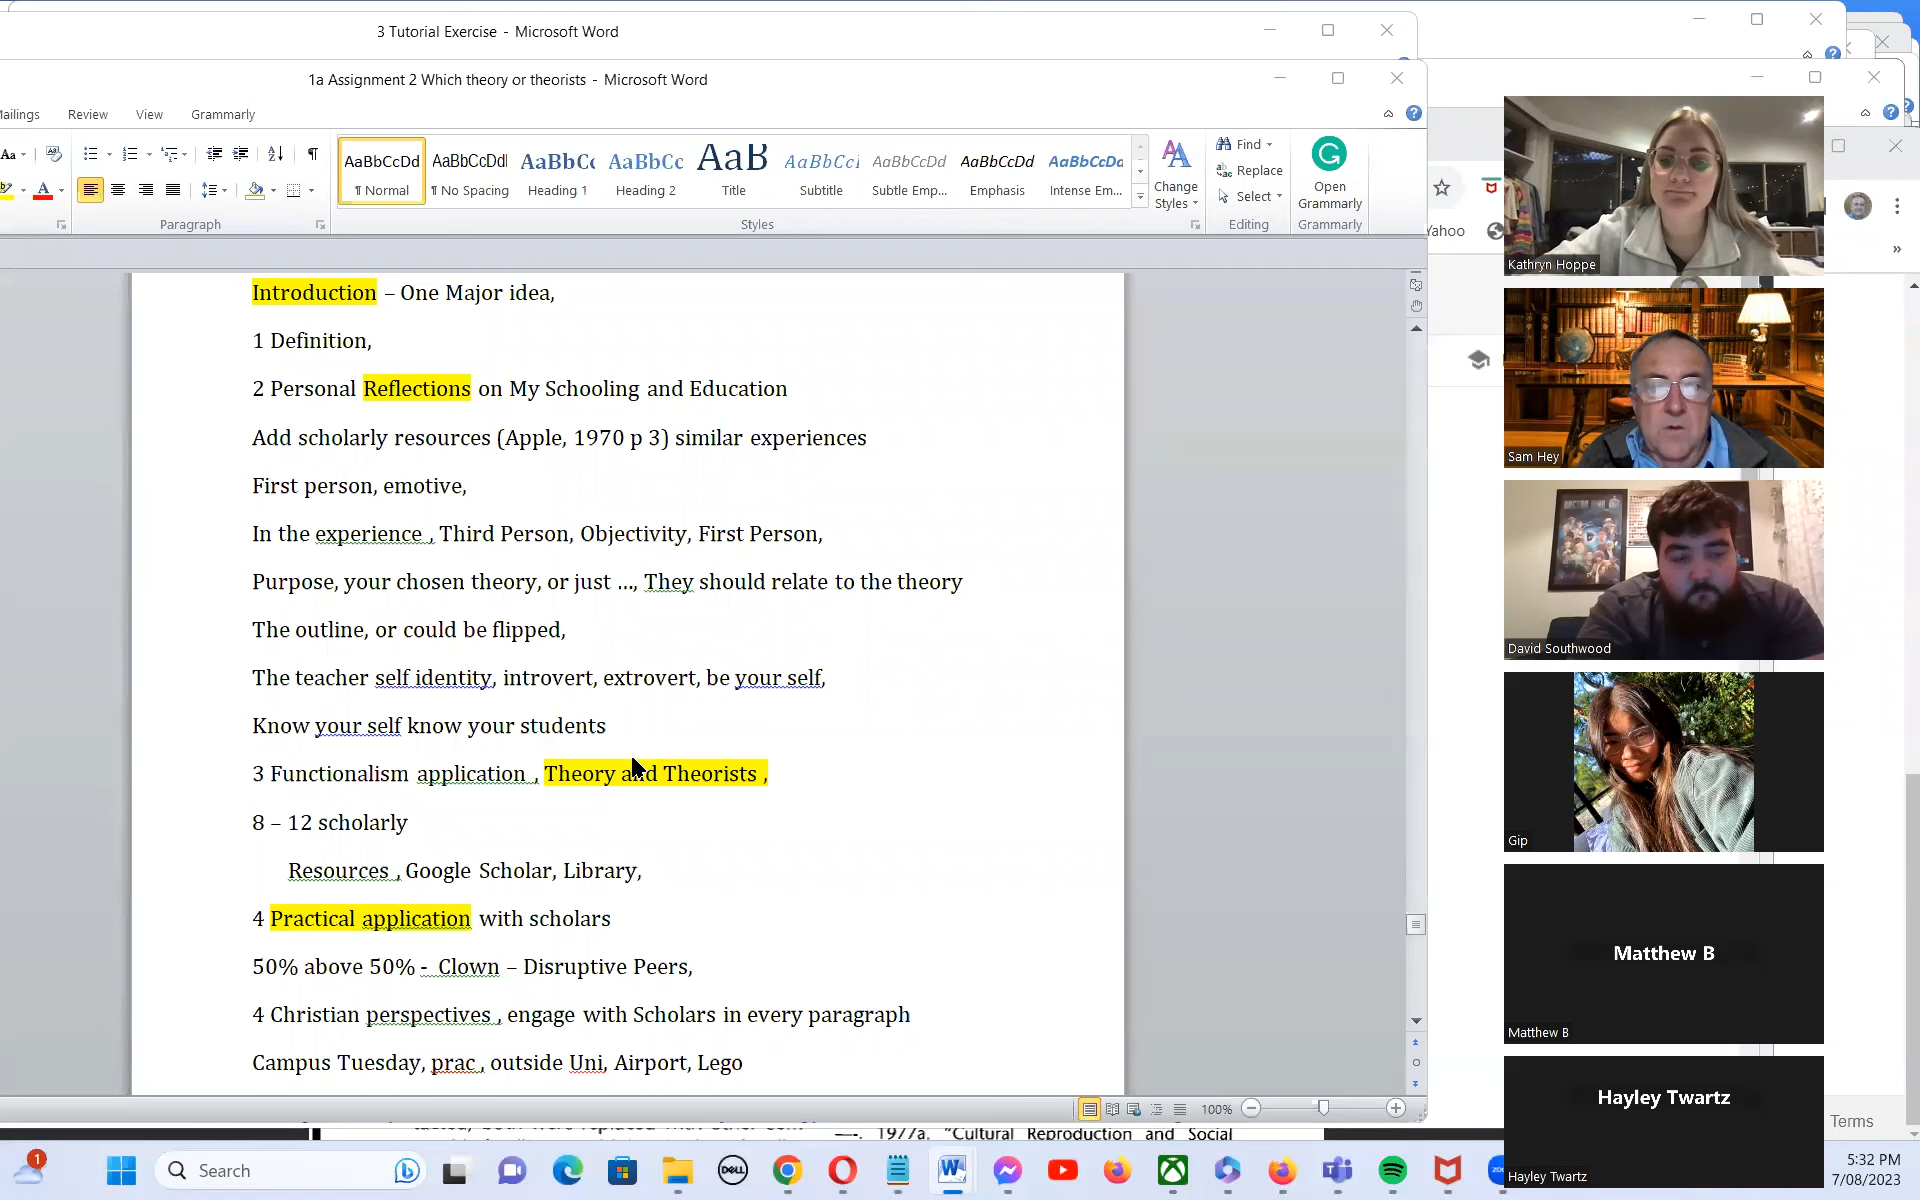 3 Tutorial Exercise - Microsoft Word
1a Assignment 2 Which theory or theorists - Microsoft Word
Review View Grammarly
AaBbCcDd AaBbCcDdI AaBbCc AaBbCc AaB AaBbCcI AaBbCcDd AaBbCcDd AaBbCcDc
¶ Normal ¶ No Spacing Heading 1 Heading 2 Title Subtitle Subtle Emp... Emphasis Intense Em...
Change Styles
Find
Replace
Select
Open Grammarly
Paragraph Styles Editing Grammarly
Introduction – One Major idea,
1 Definition,
2 Personal Reflections on My Schooling and Education
Add scholarly resources (Apple, 1970 p 3) similar experiences
First person, emotive,
In the experience , Third Person, Objectivity, First Person,
Purpose, your chosen theory, or just ..., They should relate to the theory
The outline, or could be flipped,
The teacher self identity, introvert, extrovert, be your self,
Know your self know your students
3 Functionalism application , Theory and Theorists ,
8 – 12 scholarly
Resources , Google Scholar, Library,
4 Practical application with scholars
50% above 50% - Clown – Disruptive Peers,
4 Christian perspectives , engage with Scholars in every paragraph
Campus Tuesday, prac , outside Uni, Airport, Lego
100%
1977a. "Cultural Reproduction and Social
Yahoo
Terms
Kathryn Hoppe
Sam Hey
David Southwood
Gip
Matthew B
Matthew B
Hayley Twartz
Hayley Twartz
1
Search
DELL
5:32 PM
7/08/2023